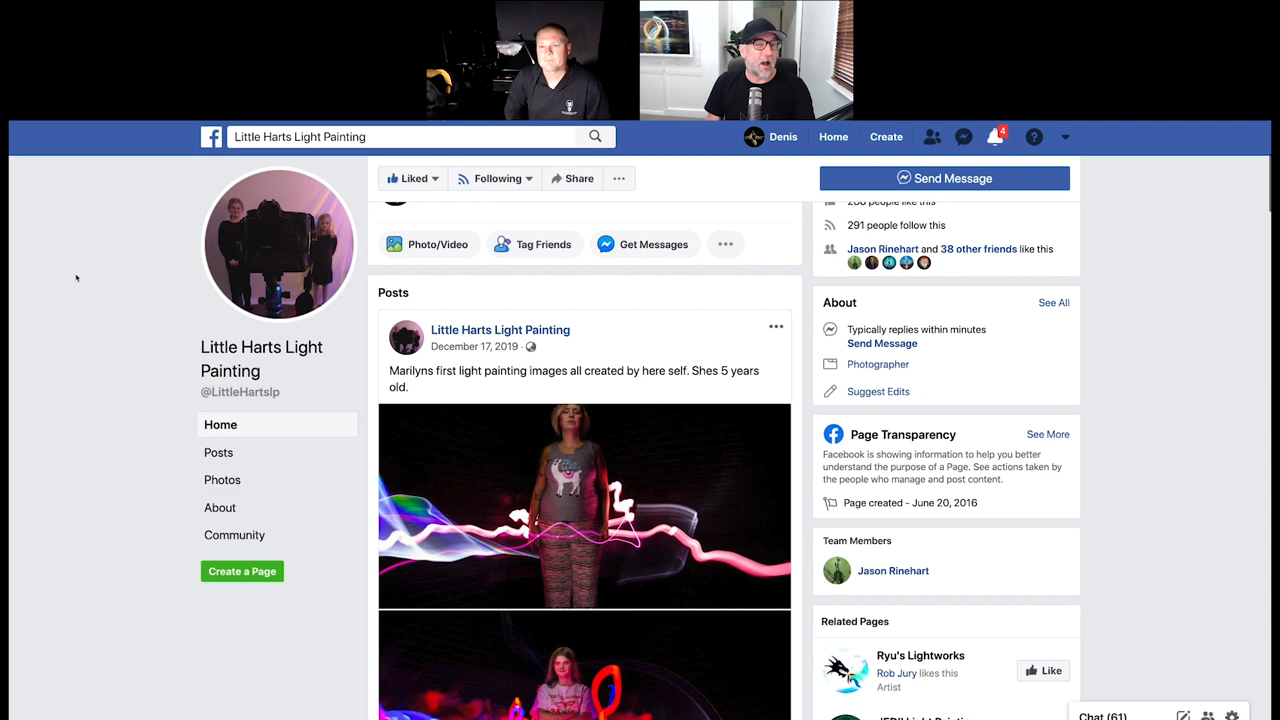 Little Harts Light Painting
Denis
Home
Create
4
?
Liked
Following
Share
Send Message
Photo/Video
Tag Friends
Get Messages
people like this
291 people follow this
Jason Rinehart and 38 other friends like this
Posts
Little Harts Light Painting
December 17, 2019 ·
Marilyns first light painting images all created by here self. Shes 5 years
old.
Little Harts Light
Painting
@LittleHartslp
Home
Posts
Photos
About
Community
Create a Page
About
See All
Typically replies within minutes
Send Message
Photographer
Suggest Edits
Page Transparency
See More
Facebook is showing information to help you better
understand the purpose of a Page. See actions taken by
the people who manage and post content.
Page created - June 20, 2016
Team Members
Jason Rinehart
Related Pages
Ryu's Lightworks
Rob Jury likes this
Artist
Like
Chat (61)